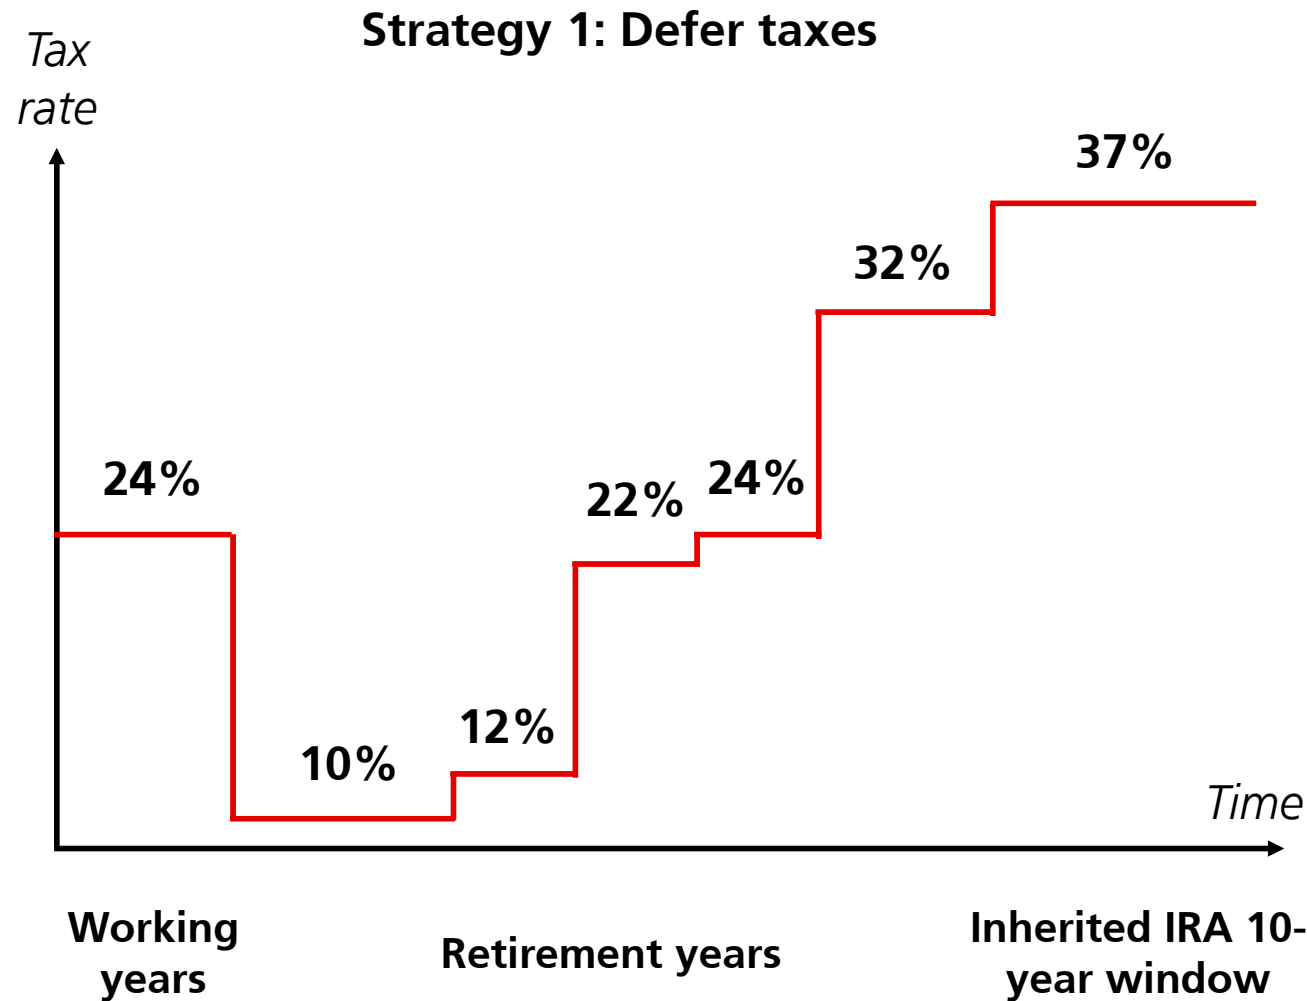 Strategy 1: Defer taxes
Tax
rate
37%
32%
24%
22%
24%
12%
10%
Time
Working
years
Retirement years
Inherited IRA 10-
year window